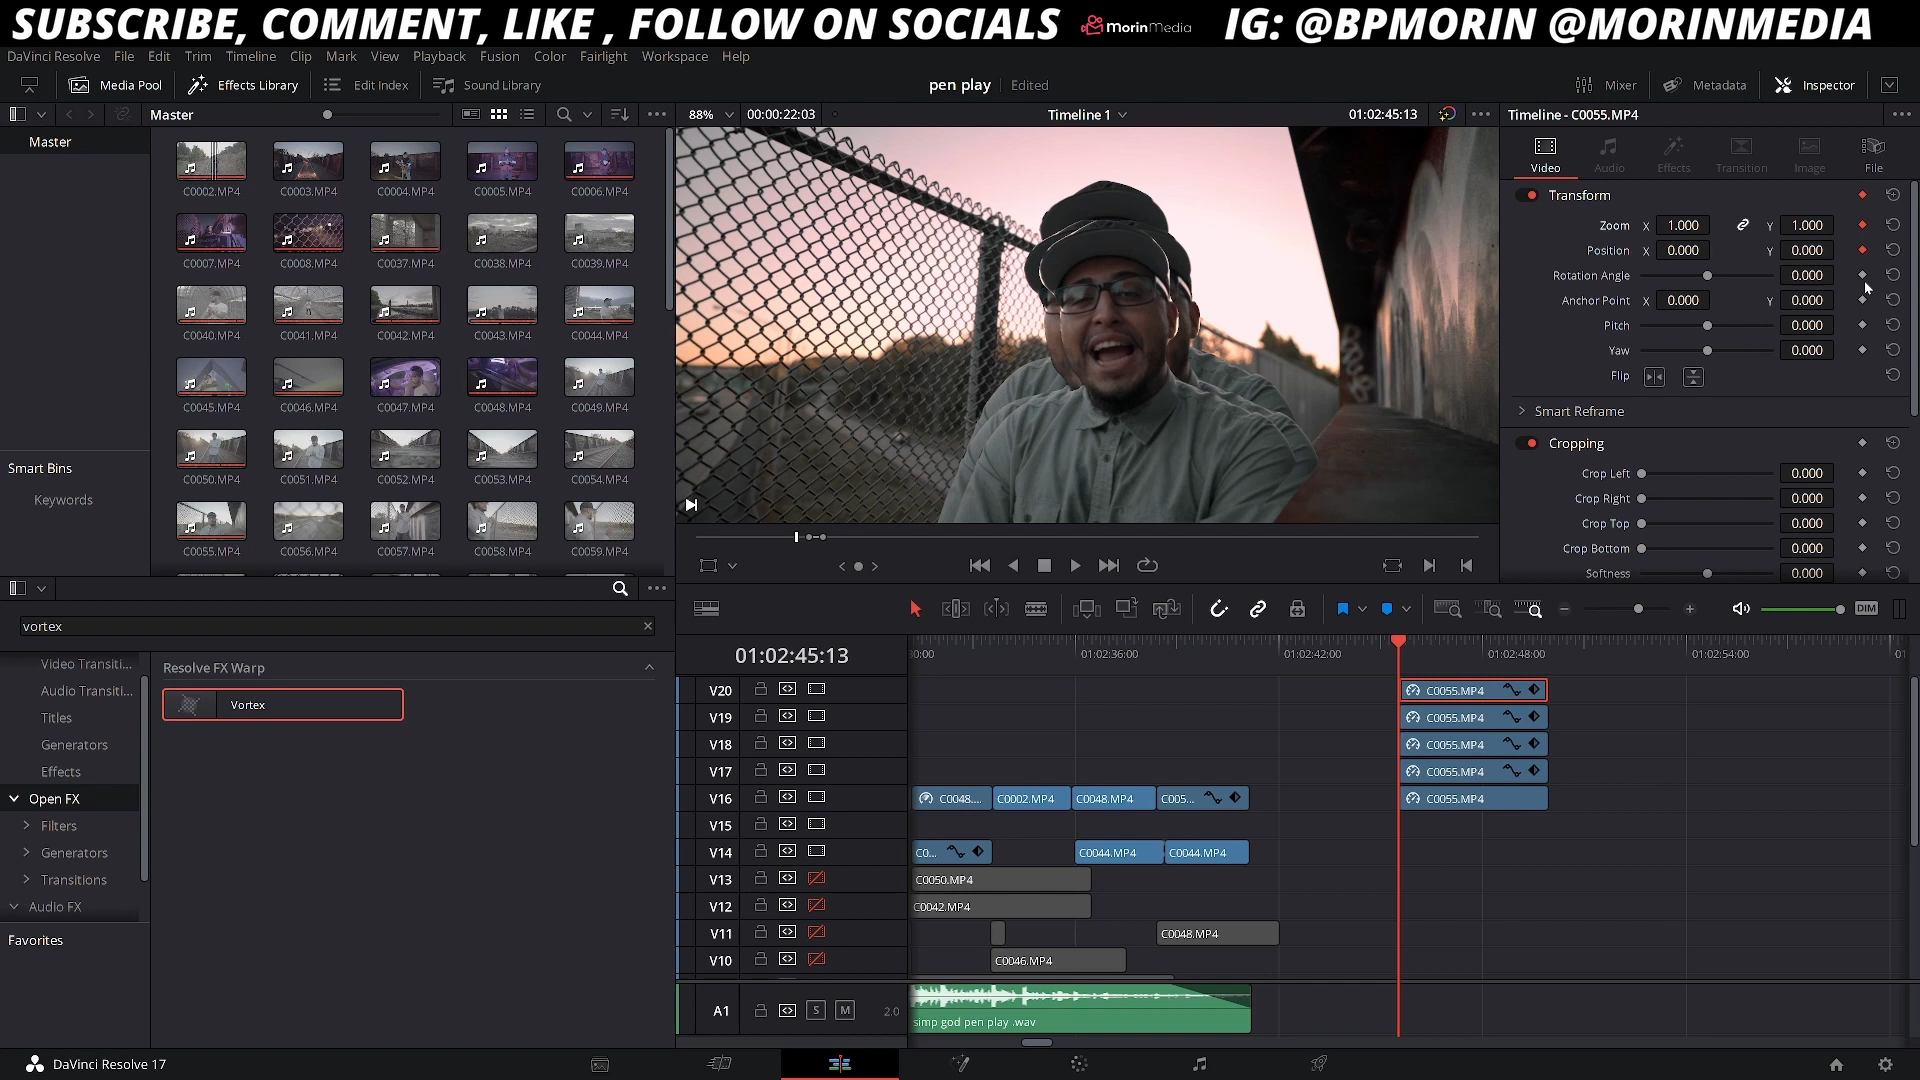 SUBSCRIBE, COMMENT, LIKE , FOLLOW ON SOCIALS morinMedia IG: @BPMORIN @MORINMEDIA
DaVinci Resolve File Edit Trim Timeline Clip Mark View Playback Fusion Color Fairlight Workspace Help
Media Pool Effects Library Edit Index Sound Library pen play Edited Mixer Metadata Inspector
Master 88% 00:00:22:03 Timeline 1 01:02:45:13 Timeline - C0055.MP4
Master
C0002.MP4 C0003.MP4 C0004.MP4 C0005.MP4 C0006.MP4
C0007.MP4 C0008.MP4 C0037.MP4 C0038.MP4 C0039.MP4
C0040.MP4 C0041.MP4 C0042.MP4 C0043.MP4 C0044.MP4
C0045.MP4 C0046.MP4 C0047.MP4 C0048.MP4 C0049.MP4
C0050.MP4 C0051.MP4 C0052.MP4 C0053.MP4 C0054.MP4
C0055.MP4 C0056.MP4 C0057.MP4 C0058.MP4 C0059.MP4
Smart Bins
Keywords
Video Audio Effects Transition Image File
Transform
Zoom X 1.000 Y 1.000
Position X 0.000 Y 0.000
Rotation Angle 0.000
Anchor Point X 0.000 Y 0.000
Pitch 0.000
Yaw 0.000
Flip
Smart Reframe
Cropping
Crop Left 0.000
Crop Right 0.000
Crop Top 0.000
Crop Bottom 0.000
Softness 0.000
vortex
Video Transiti...
Audio Transiti...
Titles
Generators
Effects
Open FX
Filters
Generators
Transitions
Audio FX
Favorites
Resolve FX Warp
Vortex
DIM
01:02:45:13 30:00 01:02:36:00 01:02:42:00 01:02:48:00 01:02:54:00 01
V20 C0055.MP4
V19 C0055.MP4
V18 C0055.MP4
V17 C0055.MP4
V16 C0048.... C0002.MP4 C0048.MP4 C005... C0055.MP4
V15
V14 C0... C0044.MP4 C0044.MP4
V13 C0050.MP4
V12 C0042.MP4
V11 C0048.MP4
V10 C0046.MP4
A1 S M 2.0
simp god pen play .wav
DaVinci Resolve 17